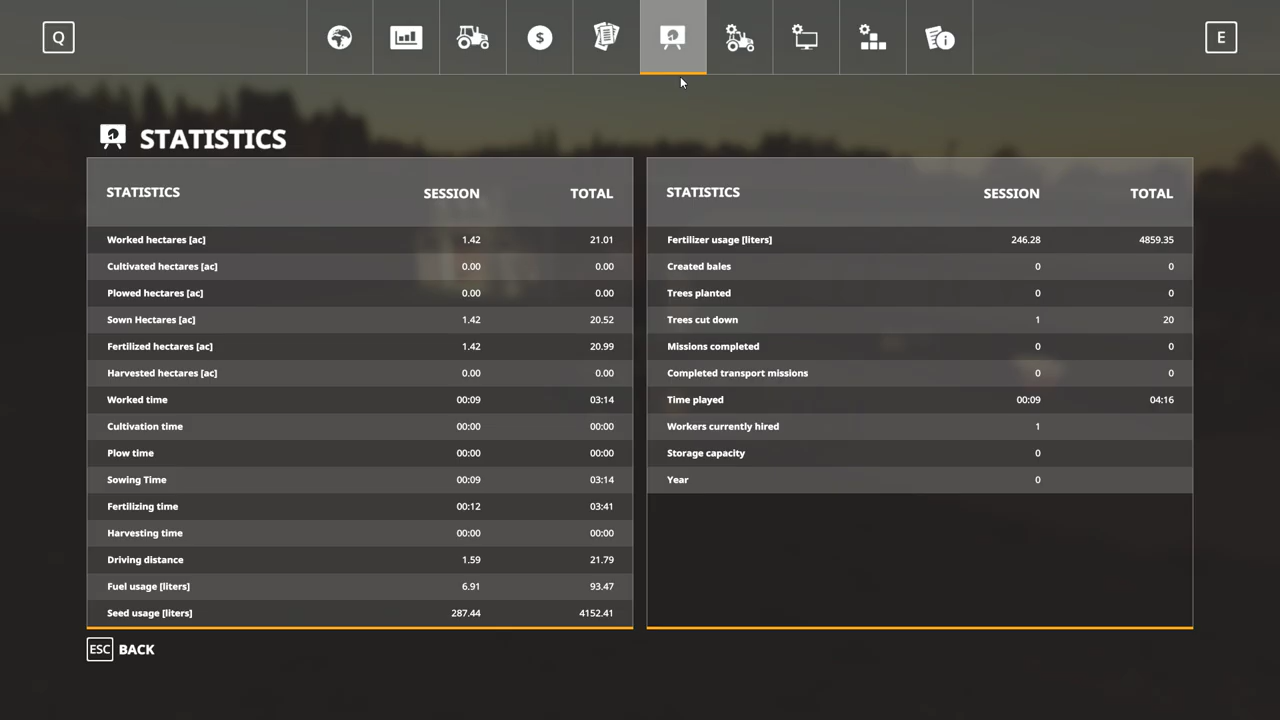 Q
$
E
STATISTICS
STATISTICS SESSION TOTAL
Worked hectares [ac] 1.42 21.01
Cultivated hectares [ac] 0.00 0.00
Plowed hectares [ac] 0.00 0.00
Sown Hectares [ac] 1.42 20.52
Fertilized hectares [ac] 1.42 20.99
Harvested hectares [ac] 0.00 0.00
Worked time 00:09 03:14
Cultivation time 00:00 00:00
Plow time 00:00 00:00
Sowing Time 00:09 03:14
Fertilizing time 00:12 03:41
Harvesting time 00:00 00:00
Driving distance 1.59 21.79
Fuel usage [liters] 6.91 93.47
Seed usage [liters] 287.44 4152.41
STATISTICS SESSION TOTAL
Fertilizer usage [liters] 246.28 4859.35
Created bales 0 0
Trees planted 0 0
Trees cut down 1 20
Missions completed 0 0
Completed transport missions 0 0
Time played 00:09 04:16
Workers currently hired 1
Storage capacity 0
Year 0
ESC BACK